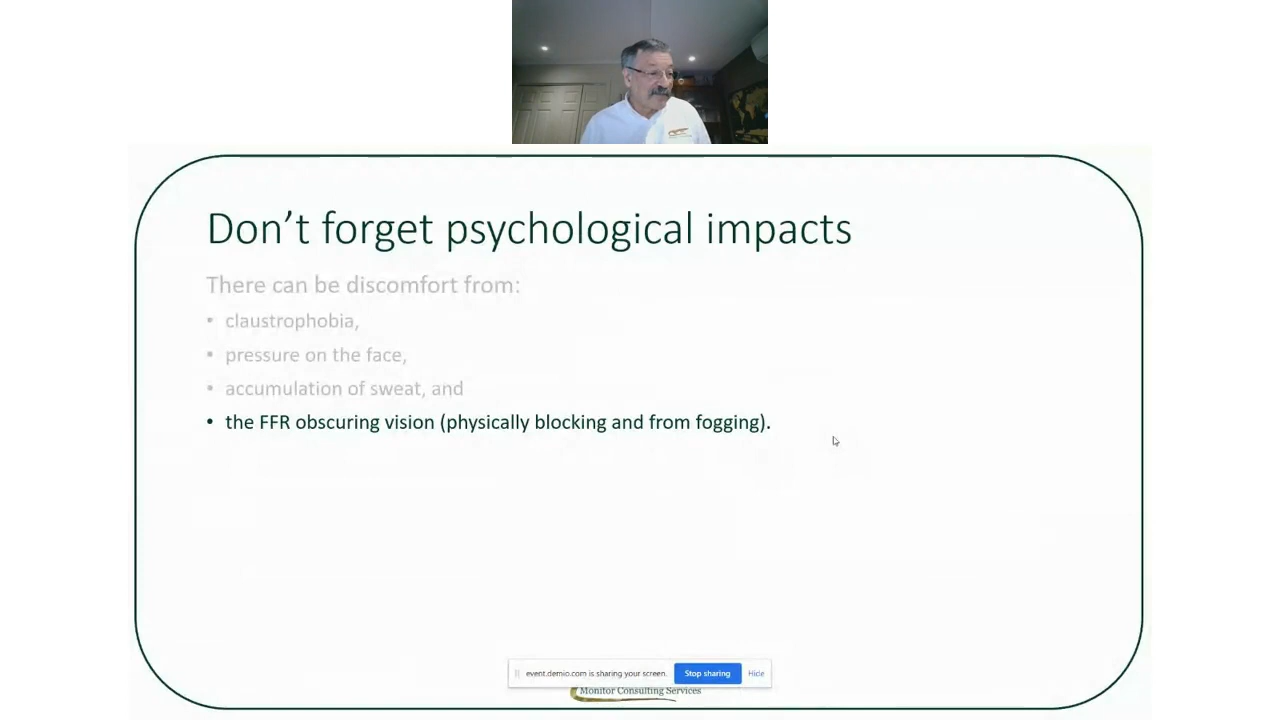 Don't forget psychological impacts
There can be discomfort from:
• claustrophobia,
• pressure on the face,
• accumulation of sweat, and
• the FFR obscuring vision (physically blocking and from fogging).
event.demio.com is sharing your screen. Stop sharing Hide
Monitor Consulting Services